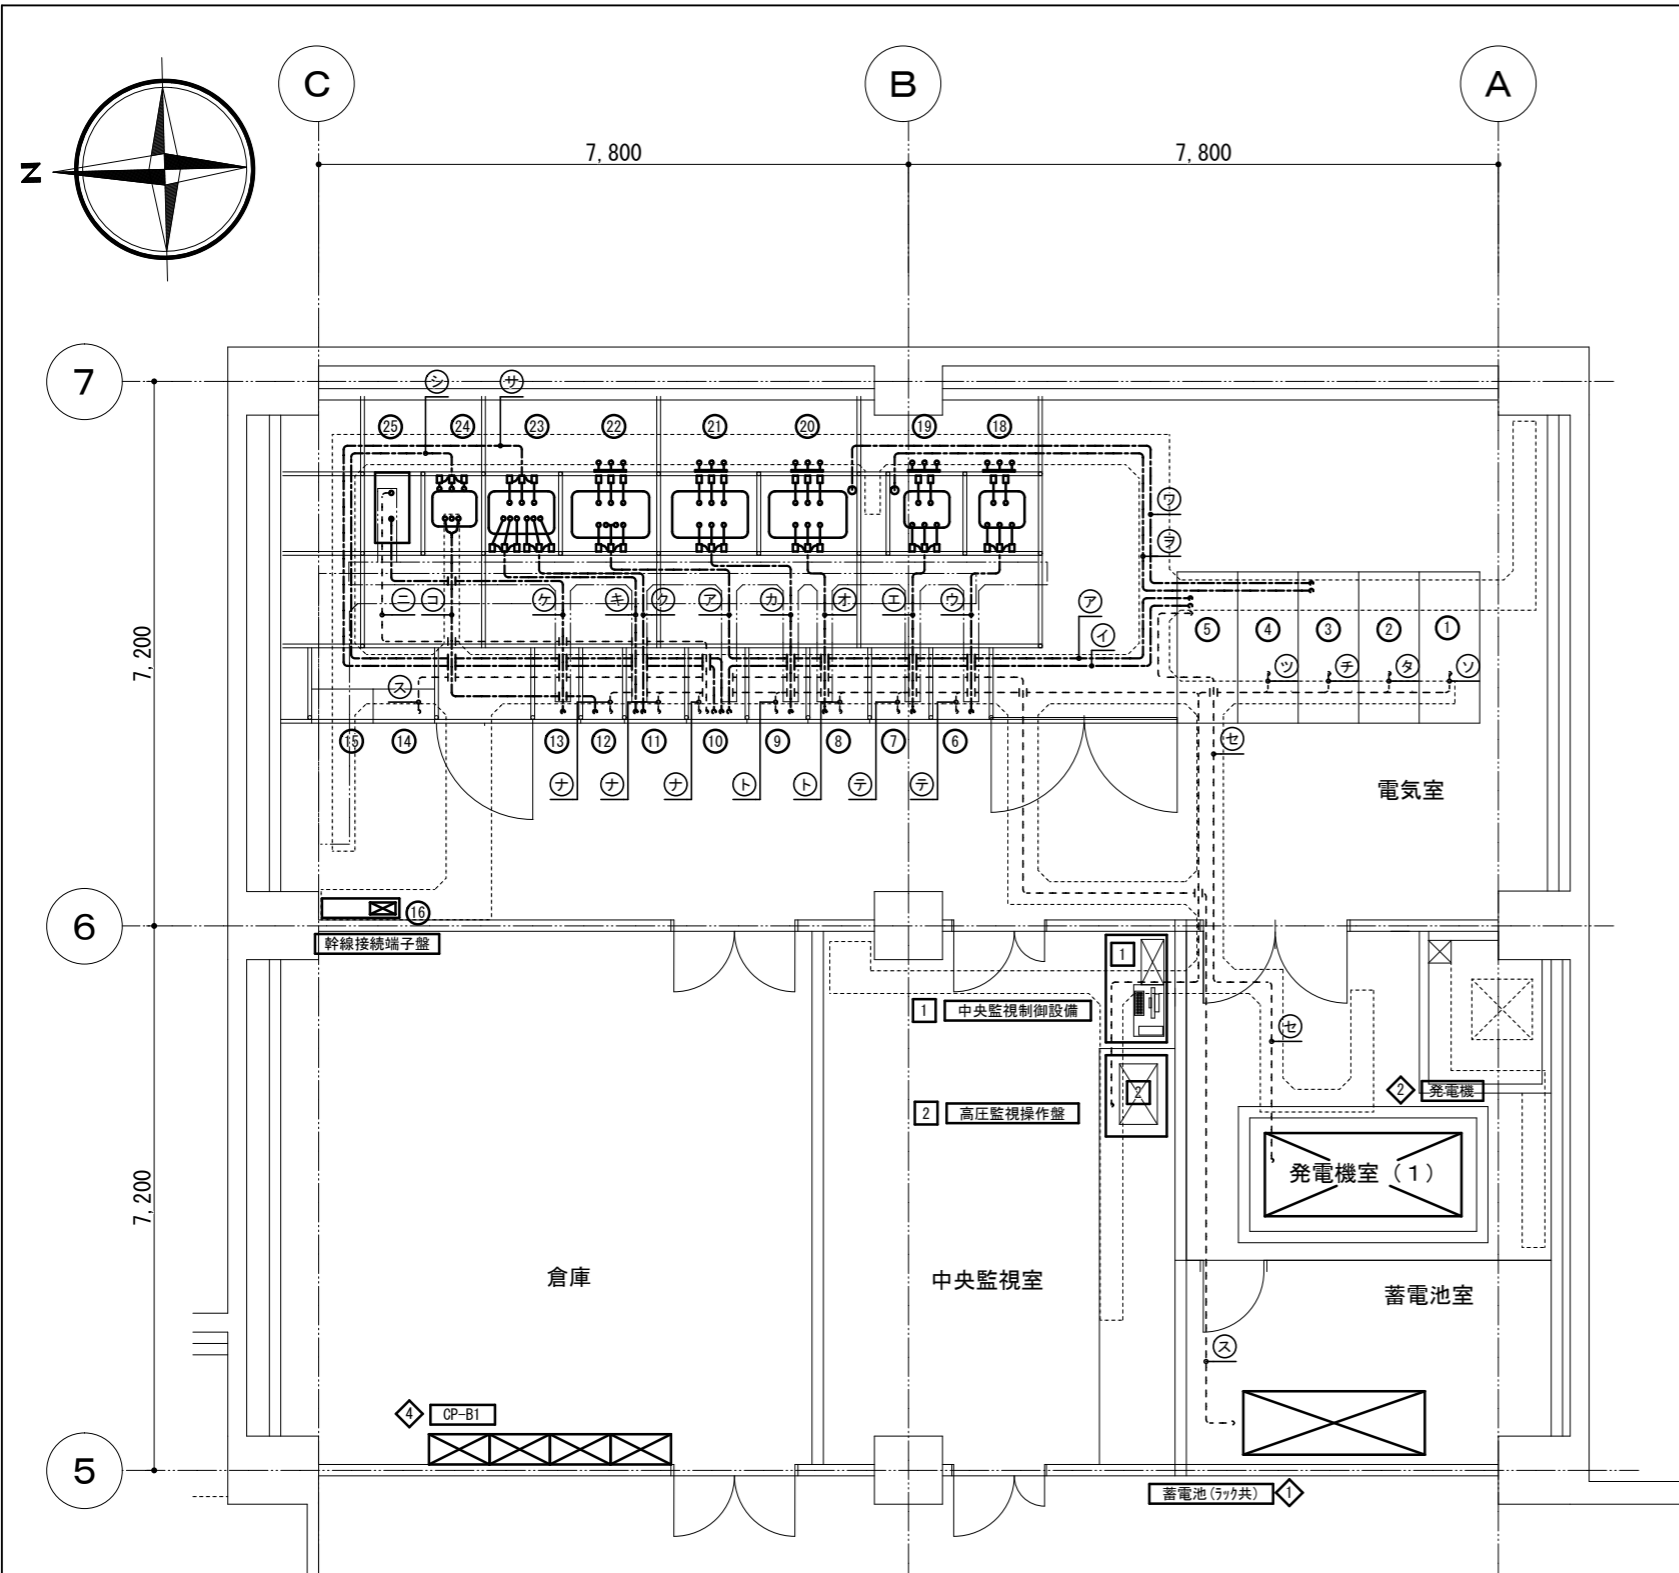 C
B
A
7,800
7,800
N
7
シ
サ
㉕
㉔
㉓
㉒
㉑
⑳
⑲
⑱
ワ
ヲ
ニ
コ
ケ
キ
ク
ア
カ
オ
エ
ウ
ア
イ
⑤
④
③
②
①
ツ
チ
タ
ソ
7,200
ス
⑮
⑭
⑬
⑫
⑪
⑩
⑨
⑧
⑦
⑥
セ
ナ
ナ
ナ
ト
ト
テ
テ
電気室
6
⑯
幹線接続端子盤
1
1 中央監視制御設備
セ
2
2 高圧監視操作盤
2 発電機
発電機室(1)
7,200
倉庫
中央監視室
蓄電池室
ス
4 CP-B1
5
蓄電池(ラック共) 1